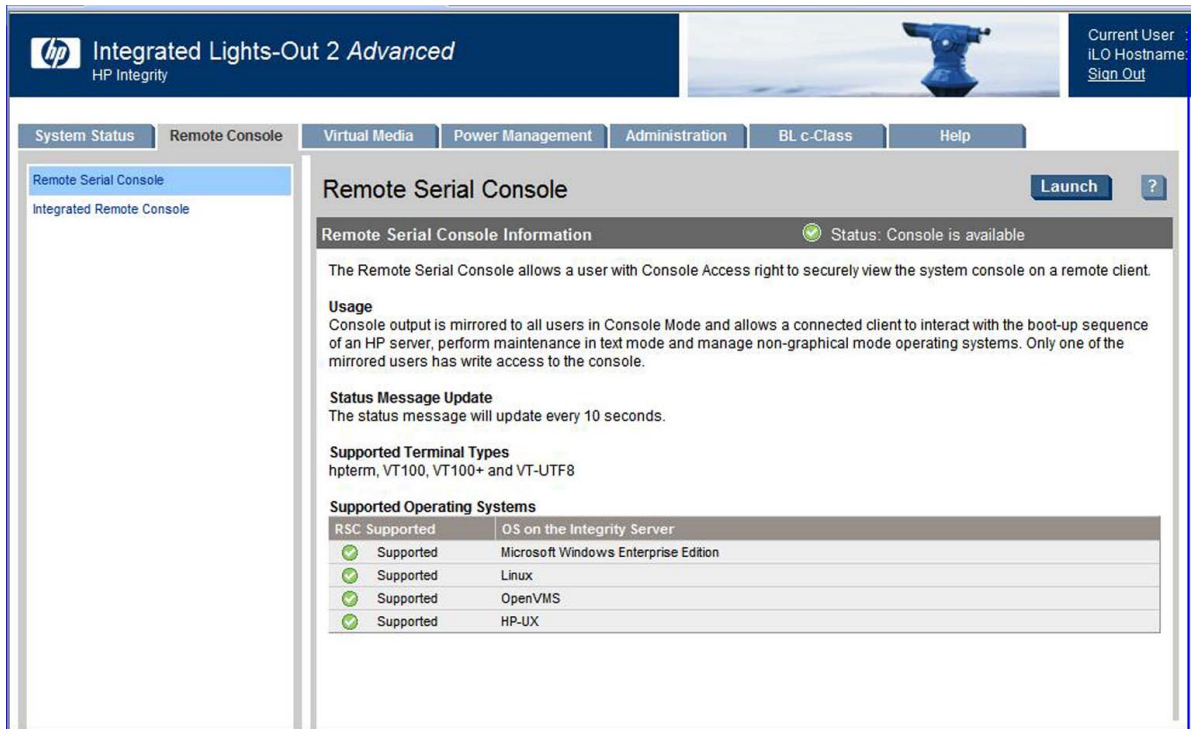 hp
Integrated Lights-Out 2 Advanced
HP Integrity
Current User :
iLO Hostname:
Sign Out
System Status
Remote Console
Virtual Media
Power Management
Administration
BL c-Class
Help
Remote Serial Console
Integrated Remote Console
Remote Serial Console
Launch
?
Remote Serial Console Information
Status: Console is available
The Remote Serial Console allows a user with Console Access right to securely view the system console on a remote client.
Usage
Console output is mirrored to all users in Console Mode and allows a connected client to interact with the boot-up sequence
of an HP server, perform maintenance in text mode and manage non-graphical mode operating systems. Only one of the
mirrored users has write access to the console.
Status Message Update
The status message will update every 10 seconds.
Supported Terminal Types
hpterm, VT100, VT100+ and VT-UTF8
Supported Operating Systems
RSC Supported OS on the Integrity Server
Supported Microsoft Windows Enterprise Edition
Supported Linux
Supported OpenVMS
Supported HP-UX